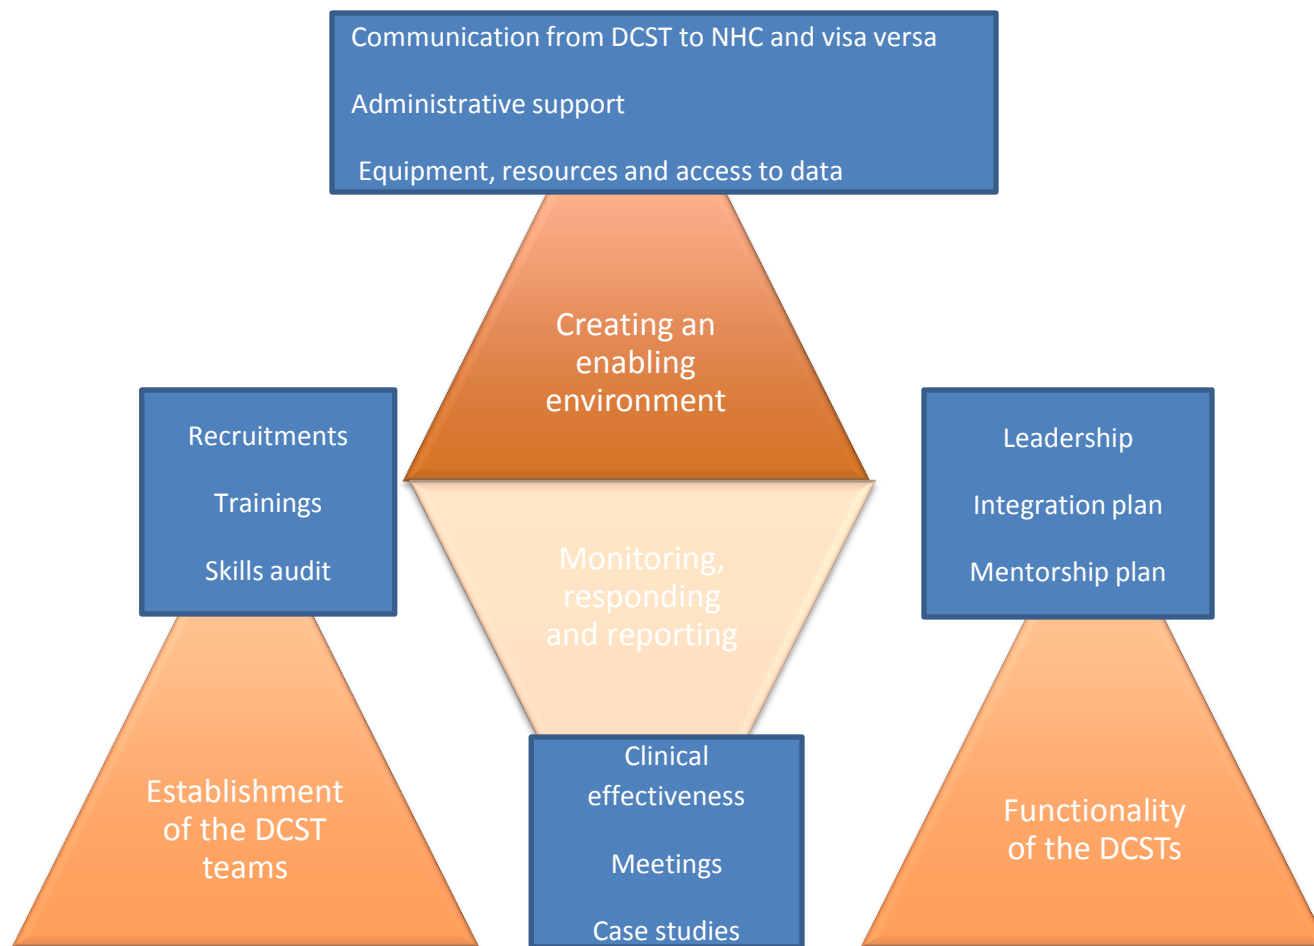 Communication from DCST to NHC and visa versa
Administrative support
Equipment, resources and access to data
Creating an
enabling
environment
Recruitments
Trainings
Skills audit
Leadership
Integration plan
Mentorship plan
Monitoring,
responding
and reporting
Establishment
of the DCST
teams
Clinical
effectiveness
Meetings
Case studies
Functionality
of the DCSTs